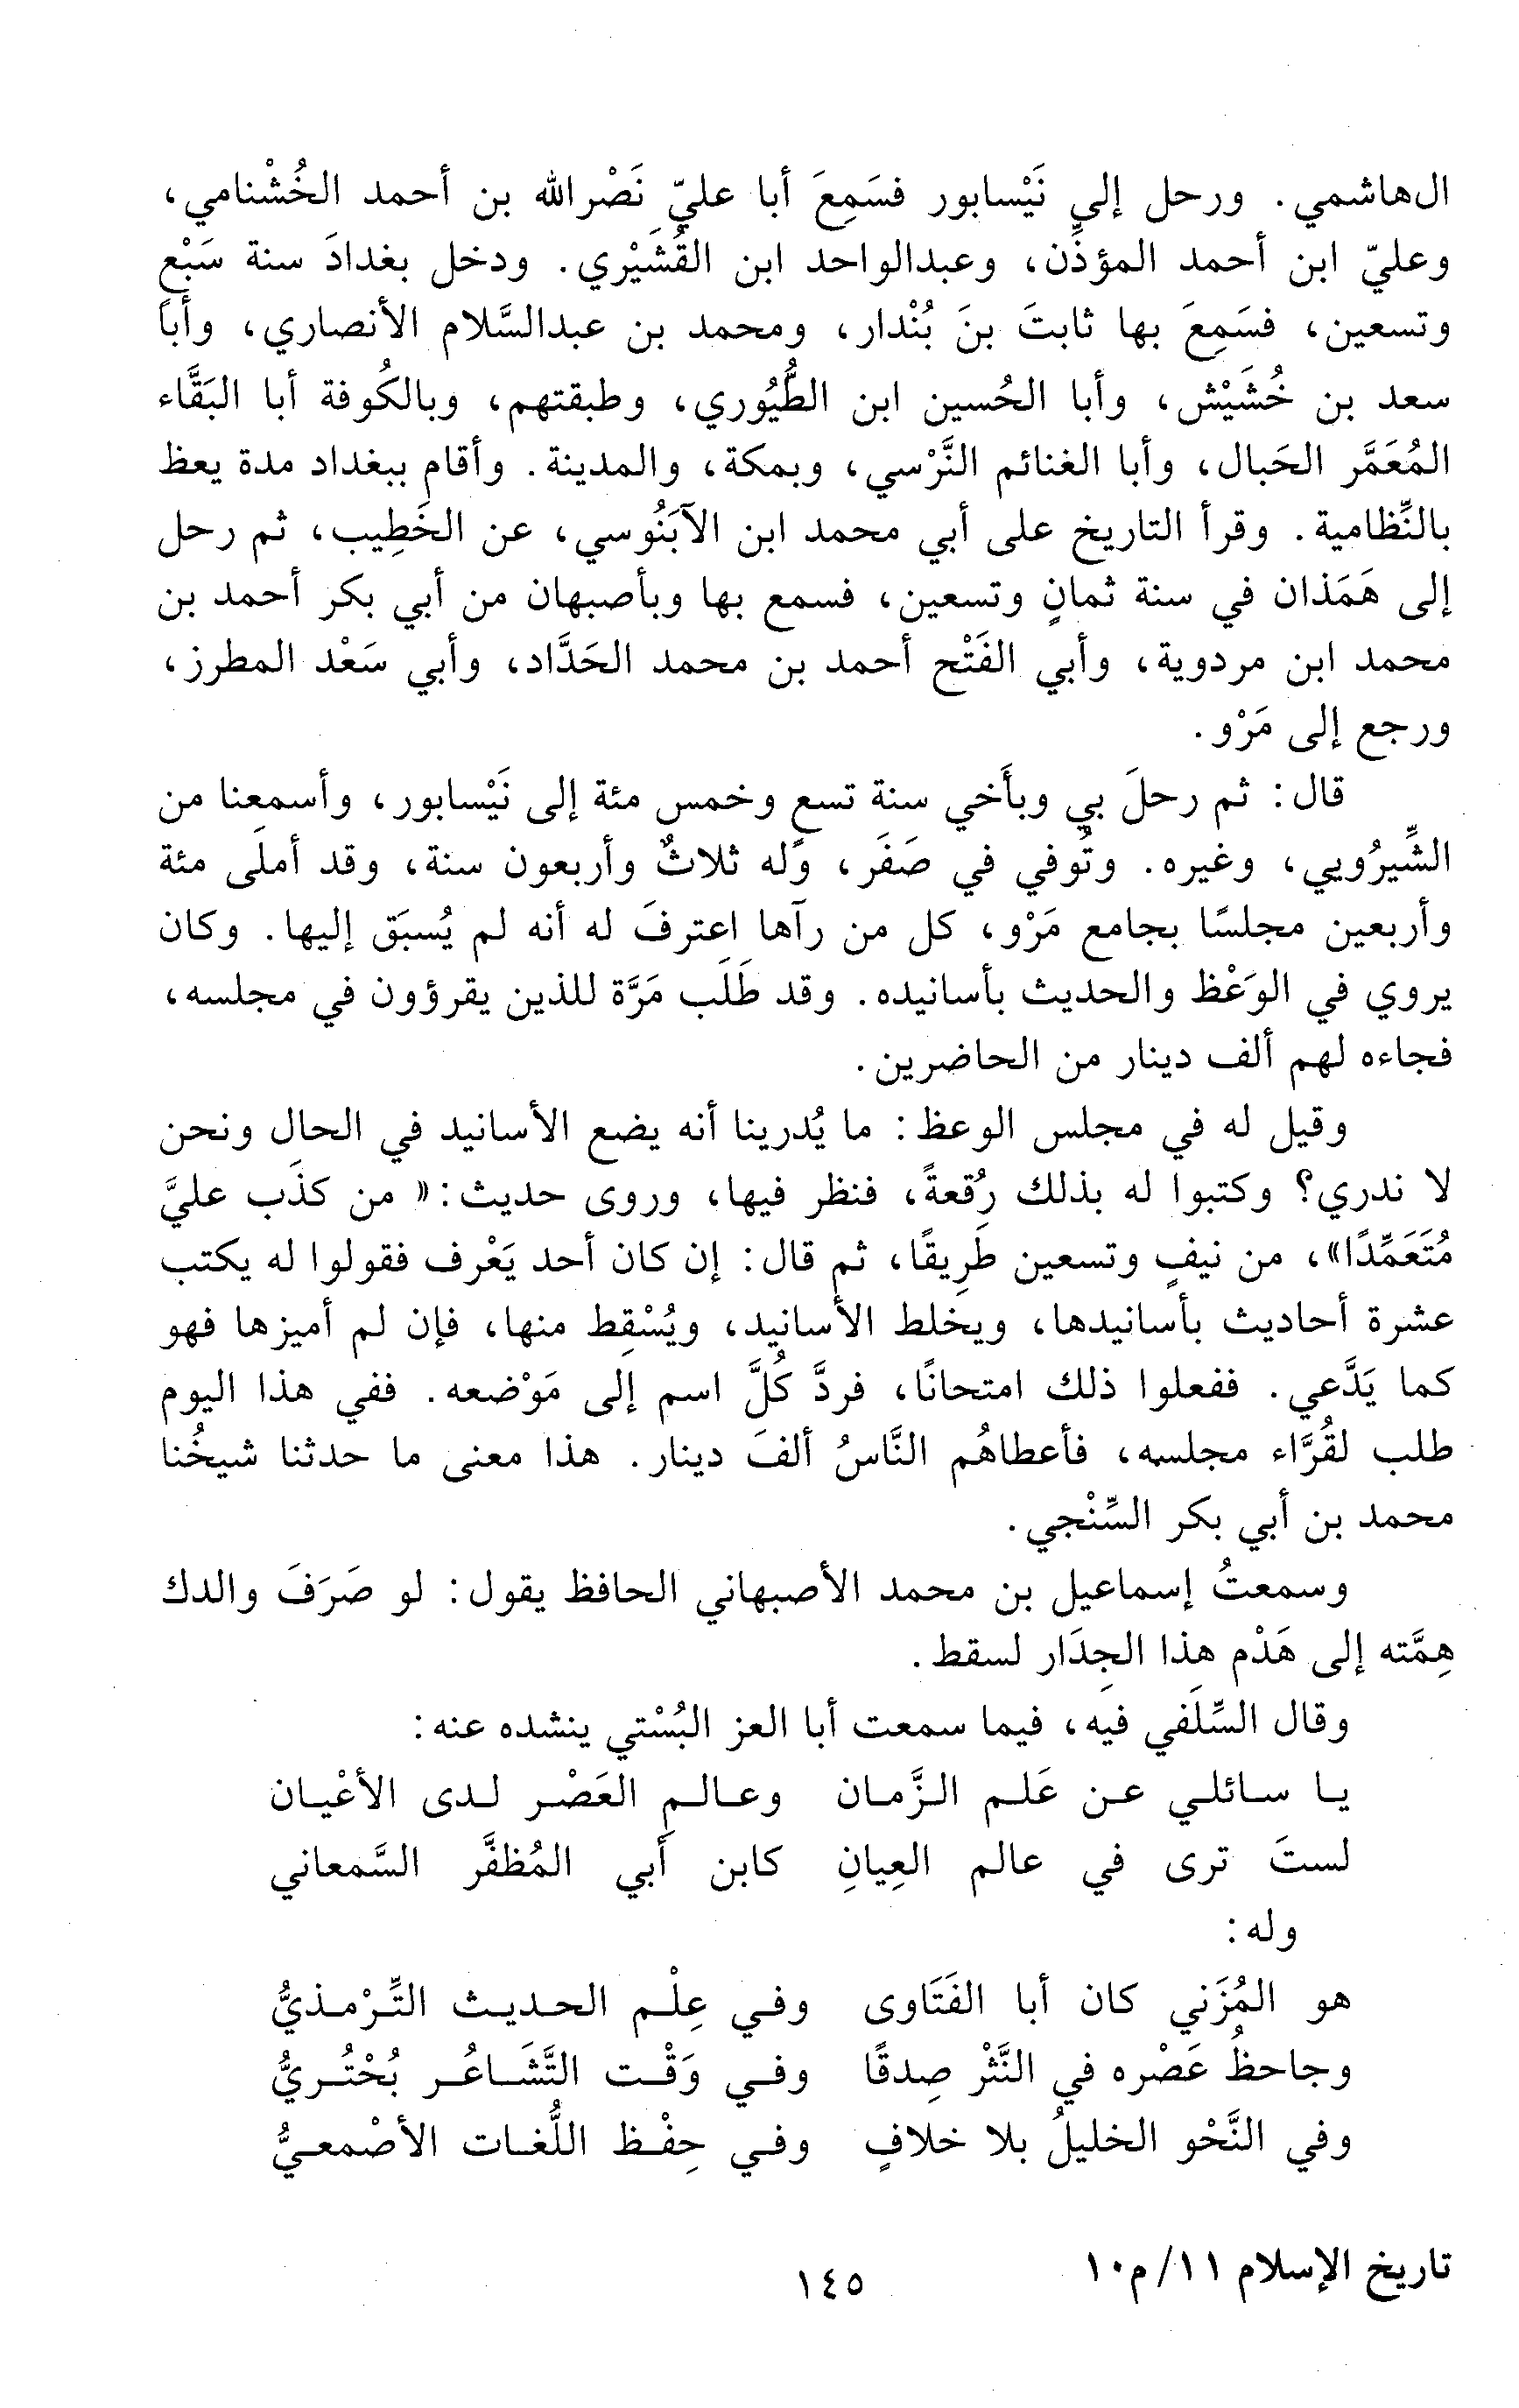 الهاشمي. ورحل إلى نَيْسابور فسَمِعَ أبا عليّ نَصْرالله بن أحمد الخُشْنامي،
وعليّ ابن أحمد المؤذِّن، وعبدالواحد ابن القُشَيْري. ودخل بغدادَ سنة سَبْع
وتسعين، فسَمِعَ بها ثابتَ بنَ بُنْدار، ومحمد بن عبدالسَّلام الأنصاري، وأبا
سعد بن خُشَيْش، وأبا الحُسين ابن الطُّيُوري، وطبقتهم، وبالكُوفة أبا البَقَّاء
المُعَمَّر الحَبال، وأبا الغنائم النَّرْسي، وبمكة، والمدينة. وأقام ببغداد مدة يعظ
بالنِّظامية. وقرأ التاريخ على أبي محمد ابن الآبَنُوسي، عن الخَطِيب، ثم رحل
إلى هَمَذان في سنة ثمانٍ وتسعين، فسمع بها وبأصبهان من أبي بكر أحمد بن
محمد ابن مردوية، وأبي الفَتْح أحمد بن محمد الحَدَّاد، وأبي سَعْد المطرز،
ورجع إلى مَرْو.
قال: ثم رحلَ بي وبأَخي سنة تسعٍ وخمس مئة إلى نَيْسابور، وأسمعنا من
الشِّيرُويي، وغيره. وتُوفي في صَفَر، وله ثلاثٌ وأربعون سنة، وقد أملَى مئة
وأربعين مجلسًا بجامع مَرْو، كل من رآها اعترفَ له أنه لم يُسبَق إليها. وكان
يروي في الوَعْظ والحديث بأسانيده. وقد طَلَب مَرَّة للذين يقرؤون في مجلسه،
فجاءه لهم ألف دينار من الحاضرين.
وقيل له في مجلس الوعظ: ما يُدرينا أنه يضع الأسانيد في الحال ونحن
لا ندري؟ وكتبوا له بذلك رُقعةً، فنظر فيها، وروى حديث: «من كذَب عليَّ
مُتَعَمِّدًا»، من نيفٍ وتسعين طَرِيقًا، ثم قال: إن كان أحد يَعْرف فقولوا له يكتب
عشرة أحاديث بأسانيدها، ويخلط الأسانيد، ويُسْقِط منها، فإن لم أميزها فهو
كما يَدَّعي. ففعلوا ذلك امتحانًا، فردَّ كُلَّ اسم إلى مَوْضعه. ففي هذا اليوم
طلب لقُرَّاء مجلسه، فأعطاهُم النَّاسُ ألفَ دينار. هذا معنى ما حدثنا شيخُنا
محمد بن أبي بكر السِّنْجي.
وسمعتُ إسماعيل بن محمد الأصبهاني الحافظ يقول: لو صَرَفَ والدك
هِمَّته إلى هَدْم هذا الجِدَار لسقط.
وقال السِّلَفي فيه، فيما سمعت أبا العز البُسْتي ينشده عنه:
يا سائلي عن عَلم الزَّمان وعالمِ العَصْر لدى الأعْيان
لستَ ترى في عالم العِيانِ كابن أبي المُظفَّر السَّمعاني
وله:
هو المُزَني كان أبا الفَتَاوى وفي عِلْم الحديث التِّرْمذيُّ
وجاحظُ عَصْره في النَّثْر صِدقًا وفي وَقْت التَّشَاعُر بُحْتُريُّ
وفي النَّحْو الخليلُ بلا خلافٍ وفي حِفْظ اللُّغات الأصْمعيُّ
تاريخ الإسلام ١١/ م١٠
١٤٥